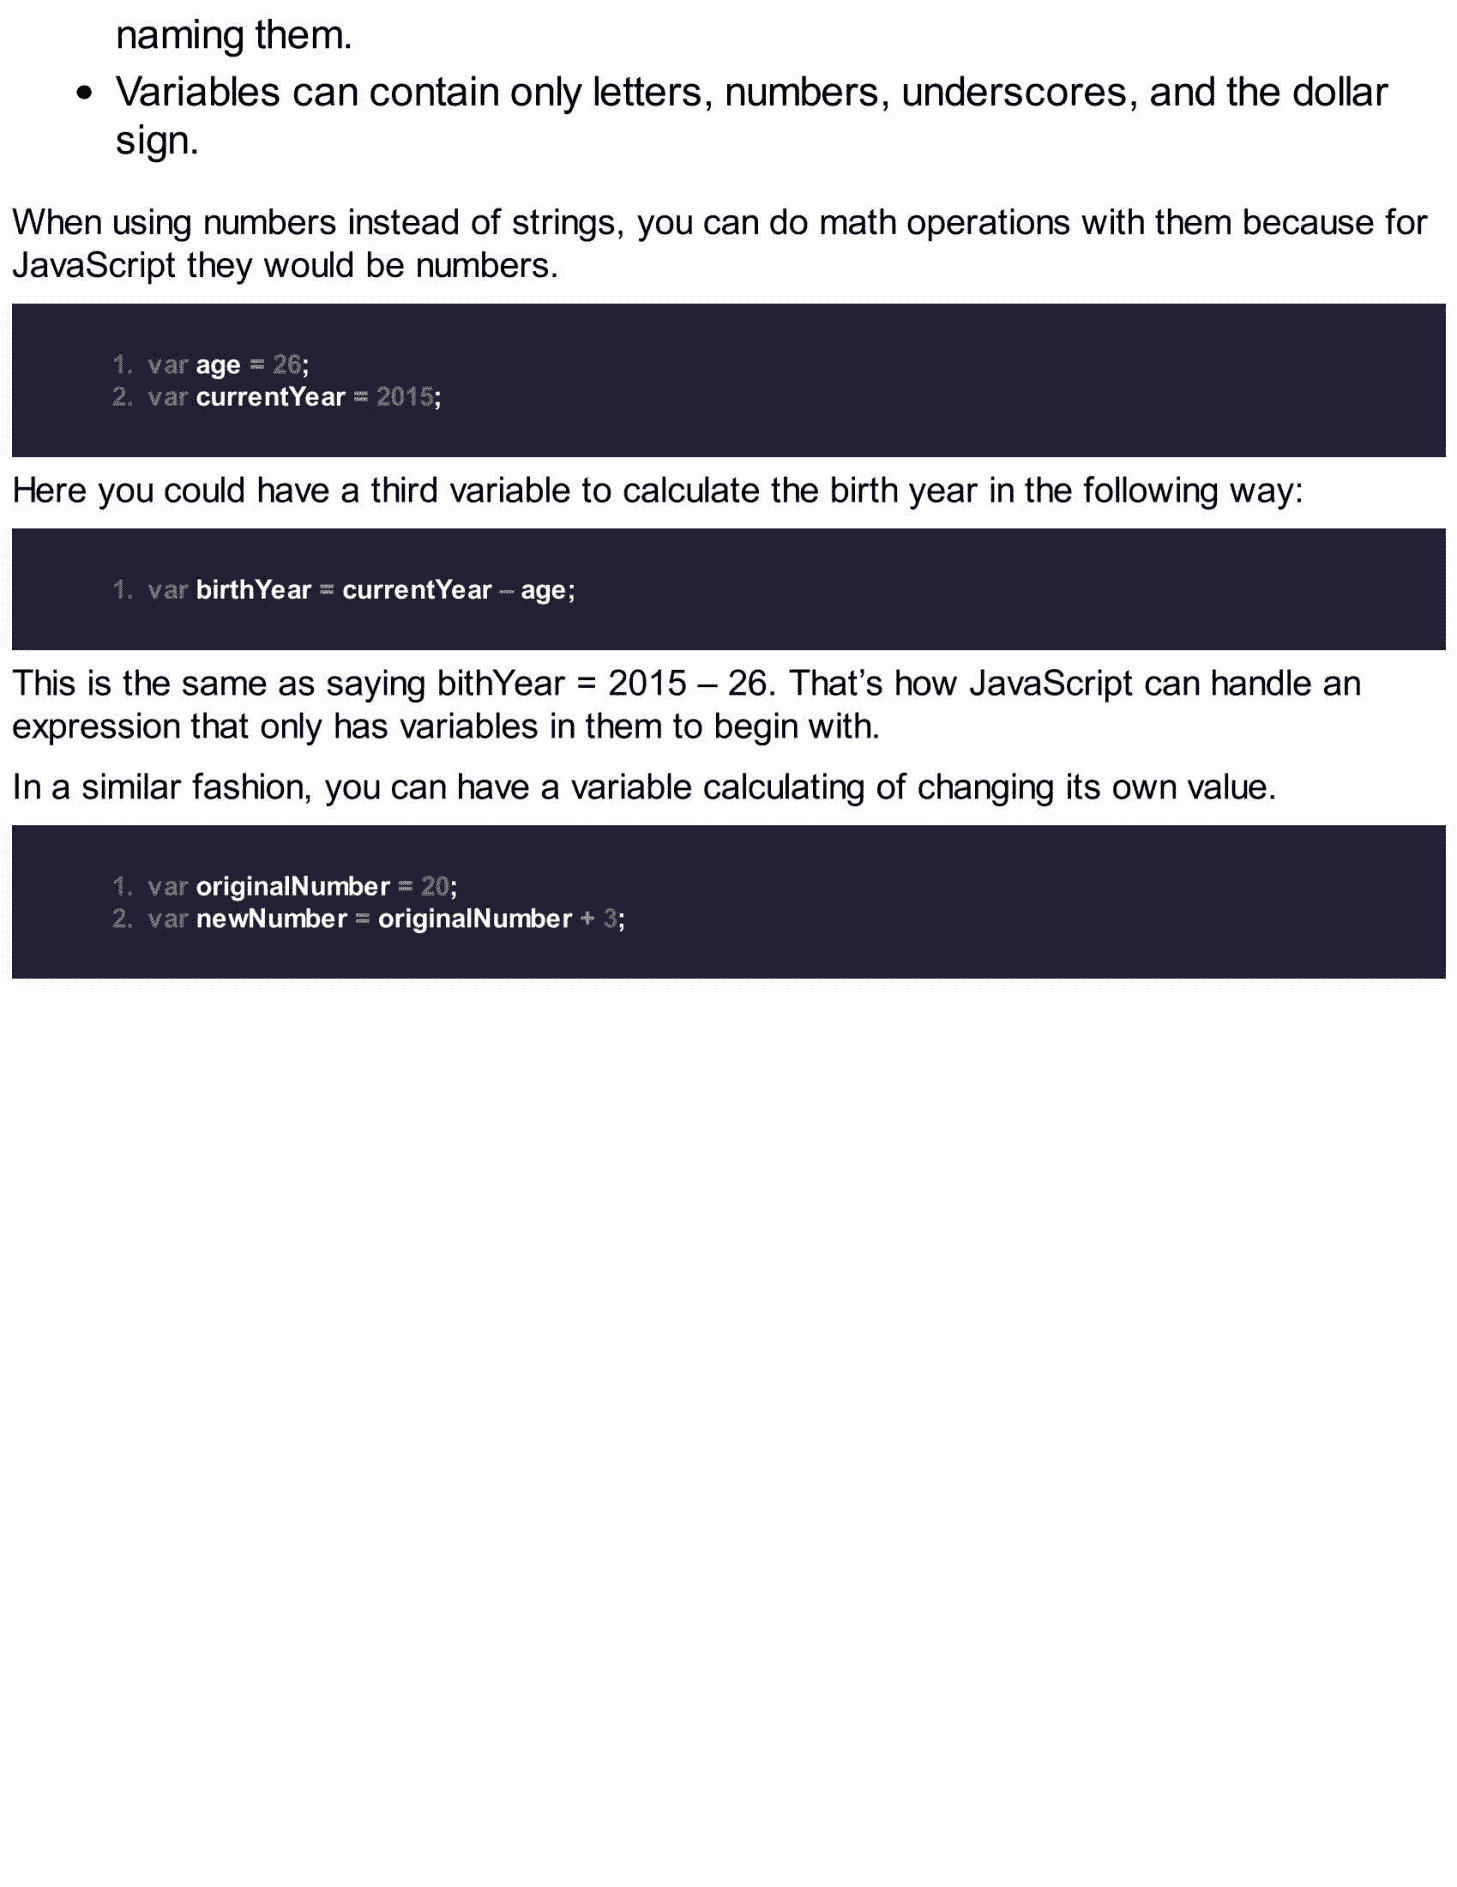 naming them.
• Variables can contain only letters, numbers, underscores, and the dollar
sign.
When using numbers instead of strings, you can do math operations with them because for
JavaScript they would be numbers.
1. var age = 26;
2. var currentYear = 2015;
Here you could have a third variable to calculate the birth year in the following way:
1. var birthYear = currentYear – age;
This is the same as saying bithYear = 2015 – 26. That’s how JavaScript can handle an
expression that only has variables in them to begin with.
In a similar fashion, you can have a variable calculating of changing its own value.
1. var originalNumber = 20;
2. var newNumber = originalNumber + 3;